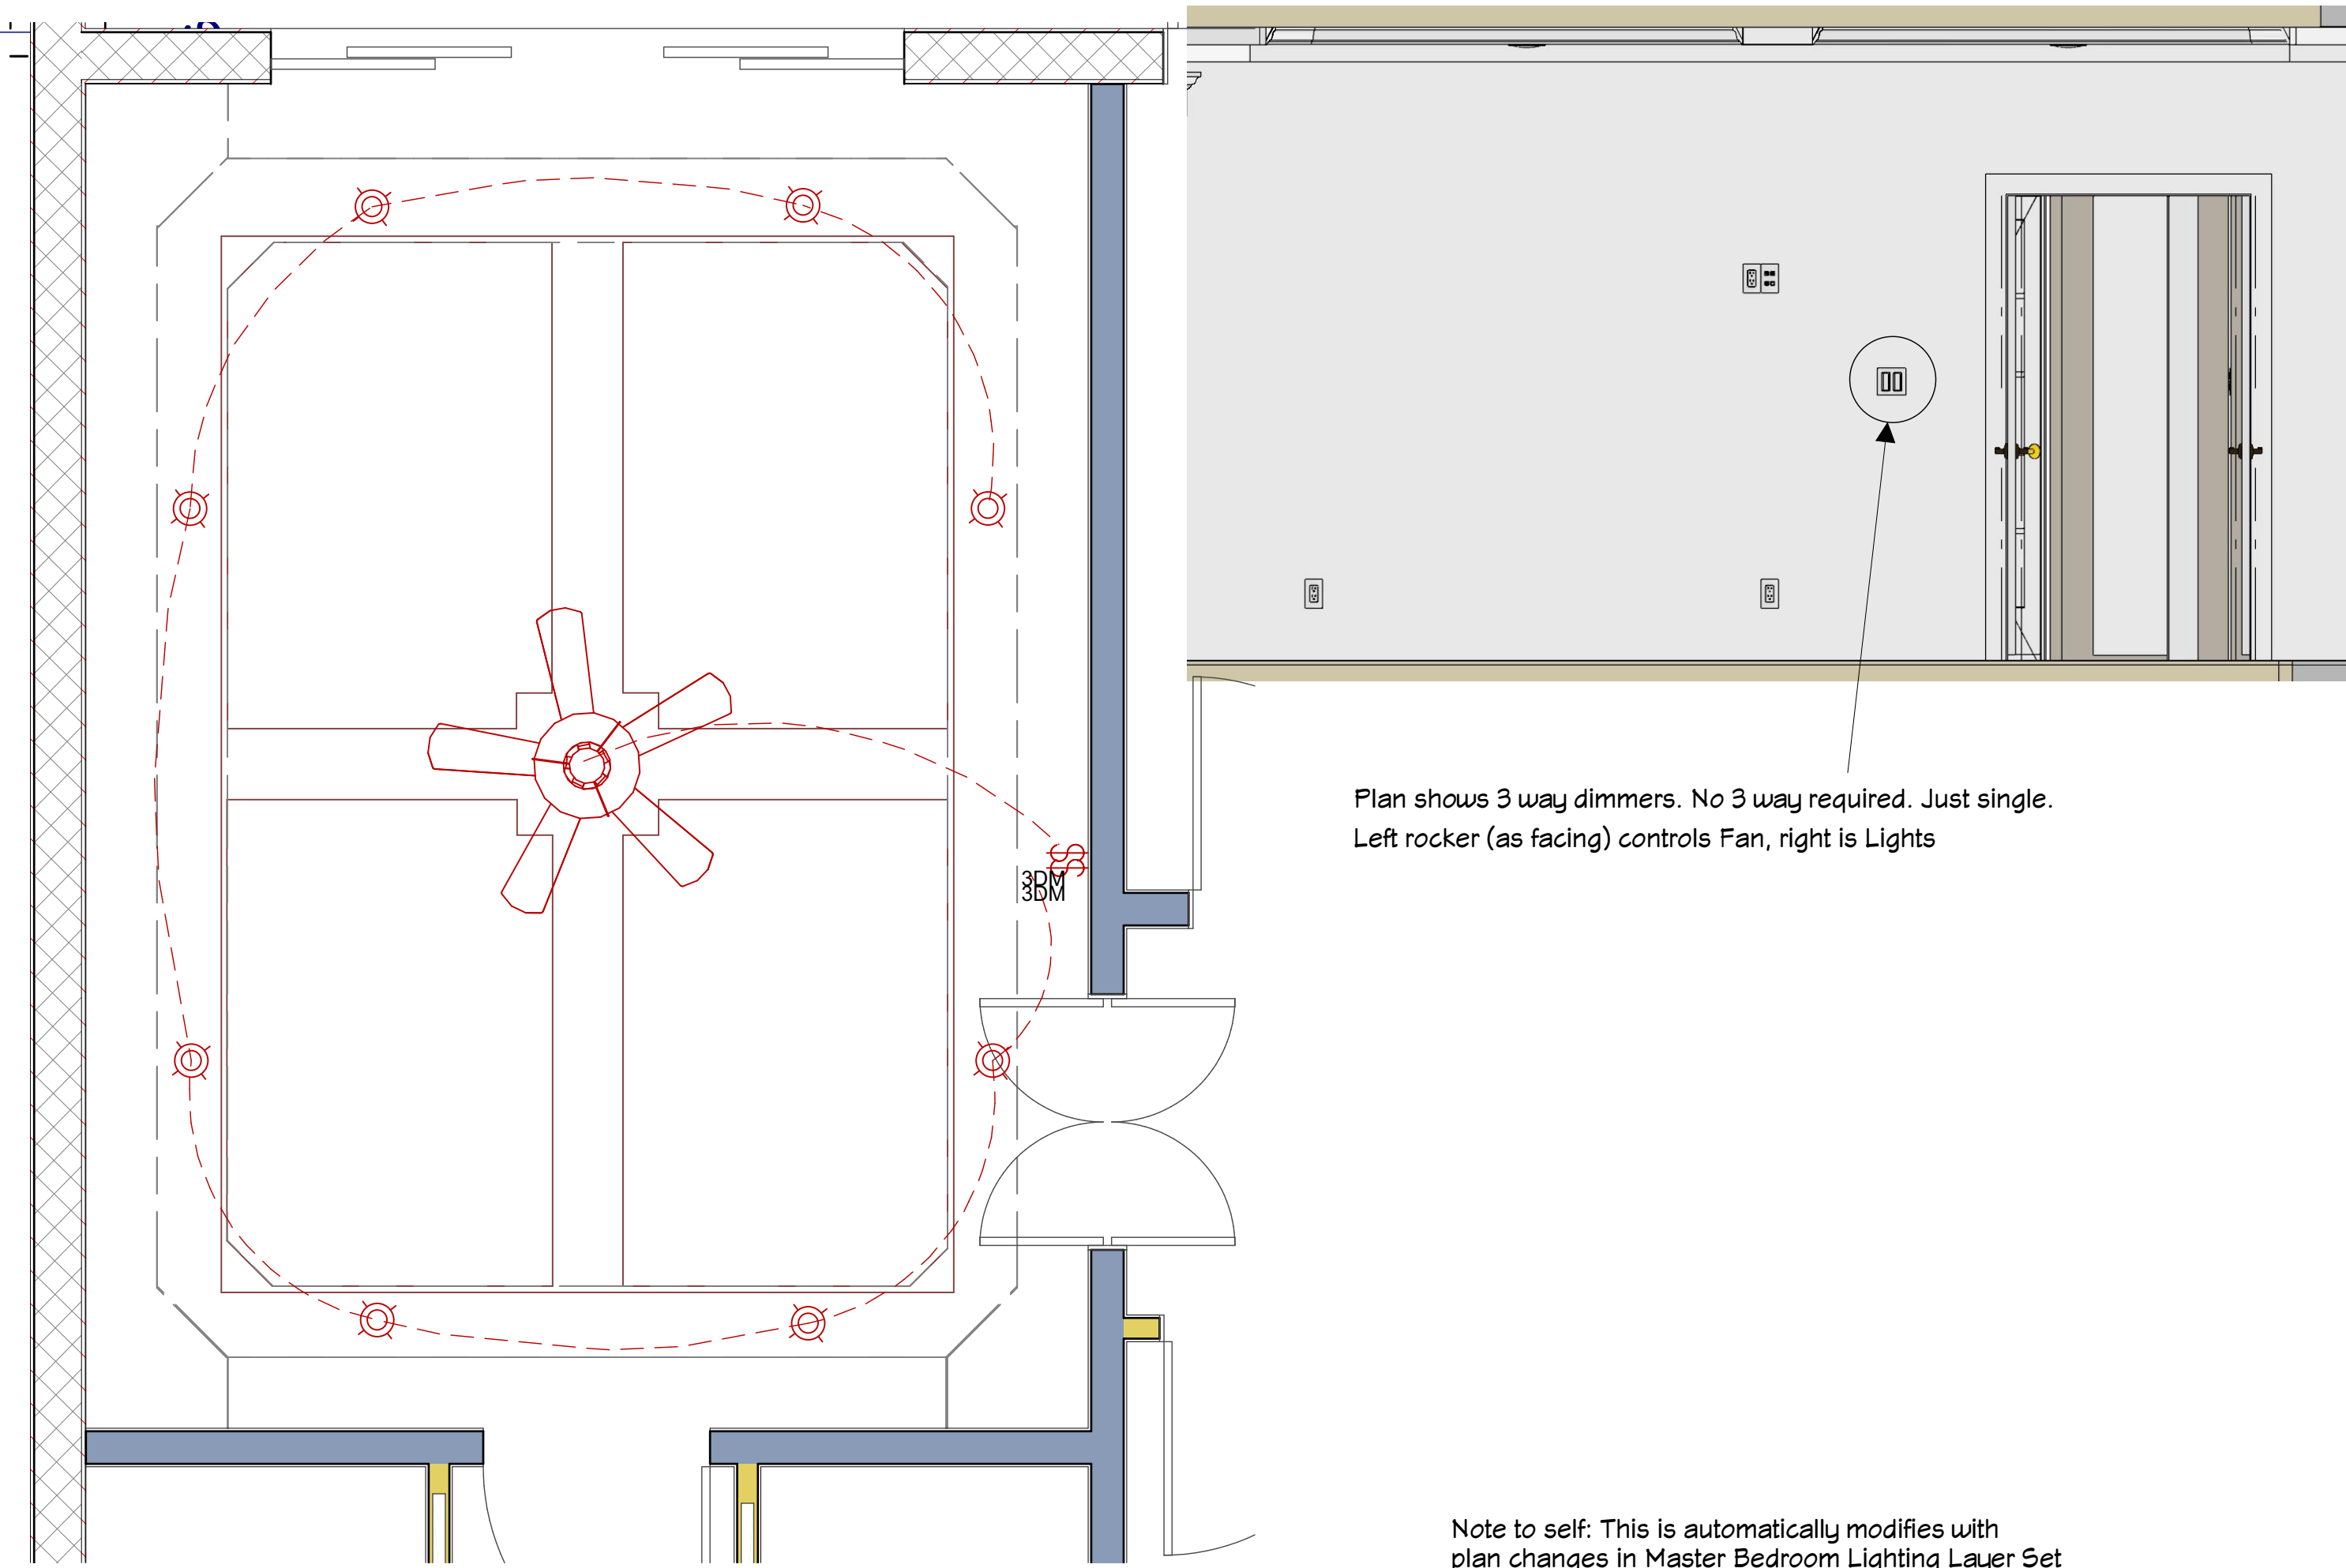 Plan shows 3 way dimmers. No 3 way required. Just single.
Left rocker (as facing) controls Fan, right is Lights
3DM
3DM
Note to self: This is automatically modifies with
plan changes in Master Bedroom Lighting Layer Set